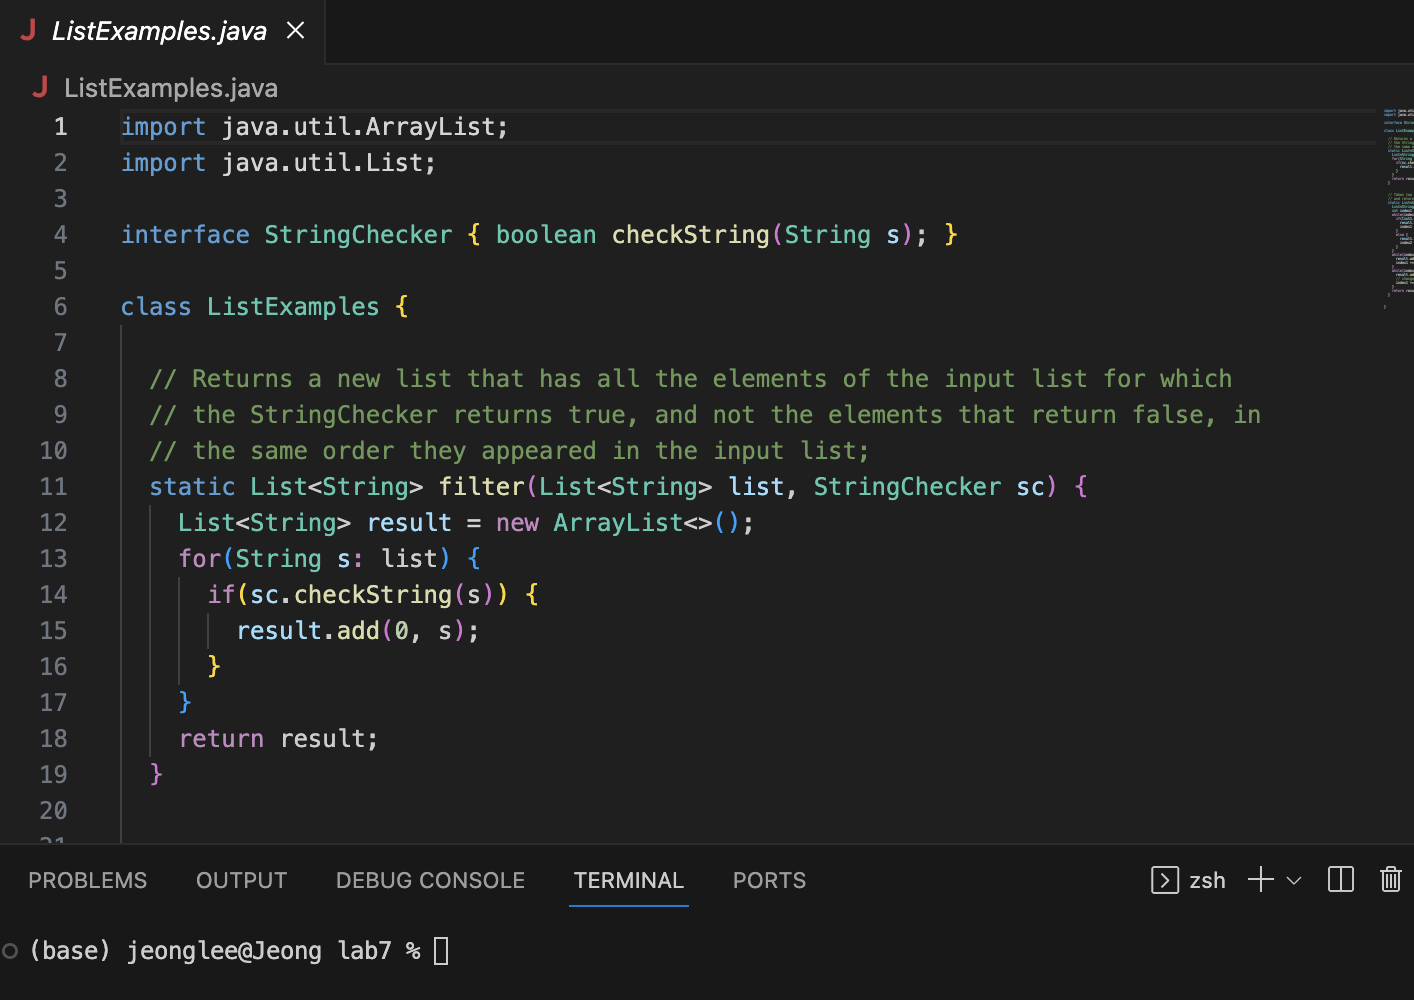 J ListExamples.java
J ListExamples.java
1 import java.util.ArrayList;
2 import java.util.List;
3
4 interface StringChecker { boolean checkString(String s); }
5
6 class ListExamples {
7
8 // Returns a new list that has all the elements of the input list for which
9 // the StringChecker returns true, and not the elements that return false, in
10 // the same order they appeared in the input list;
11 static List<String> filter(List<String> list, StringChecker sc) {
12 List<String> result = new ArrayList<>();
13 for(String s: list) {
14 if(sc.checkString(s)) {
15 result.add(0, s);
16 }
17 }
18 return result;
19 }
20
21
PROBLEMS OUTPUT DEBUG CONSOLE TERMINAL PORTS zsh
(base) jeonglee@Jeong lab7 %